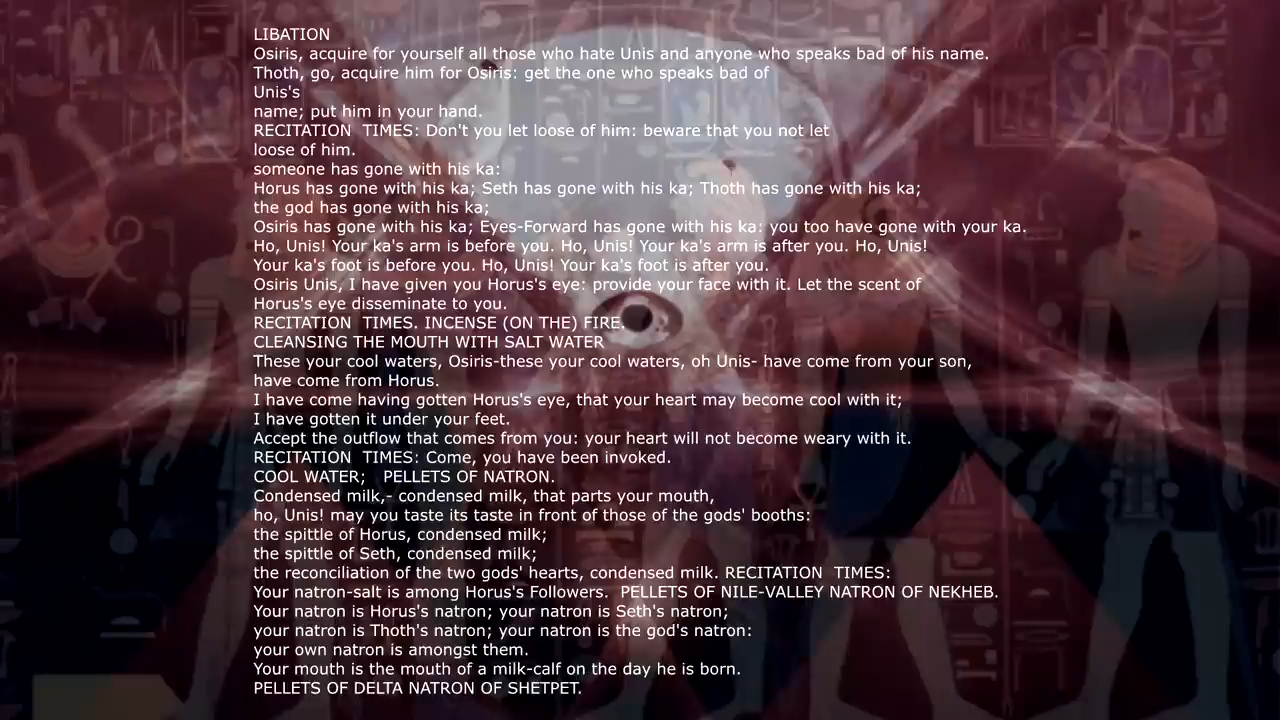 LIBATION
Osiris, acquire for yourself all those who hate Unis and anyone who speaks bad of his name.
Thoth, go, acquire him for Osiris: get the one who speaks bad of
Unis's
name; put him in your hand.
RECITATION  TIMES: Don't you let loose of him: beware that you not let
loose of him.
someone has gone with his ka:
Horus has gone with his ka; Seth has gone with his ka; Thoth has gone with his ka;
the god has gone with his ka;
Osiris has gone with his ka; Eyes-Forward has gone with his ka: you too have gone with your ka.
Ho, Unis! Your ka's arm is before you. Ho, Unis! Your ka's arm is after you. Ho, Unis!
Your ka's foot is before you. Ho, Unis! Your ka's foot is after you.
Osiris Unis, I have given you Horus's eye: provide your face with it. Let the scent of
Horus's eye disseminate to you.
RECITATION  TIMES. INCENSE (ON THE) FIRE.
CLEANSING THE MOUTH WITH SALT WATER
These your cool waters, Osiris-these your cool waters, oh Unis- have come from your son,
have come from Horus.
I have come having gotten Horus's eye, that your heart may become cool with it;
I have gotten it under your feet.
Accept the outflow that comes from you: your heart will not become weary with it.
RECITATION  TIMES: Come, you have been invoked.
COOL WATER;   PELLETS OF NATRON.
Condensed milk,- condensed milk, that parts your mouth,
ho, Unis! may you taste its taste in front of those of the gods' booths:
the spittle of Horus, condensed milk;
the spittle of Seth, condensed milk;
the reconciliation of the two gods' hearts, condensed milk. RECITATION  TIMES:
Your natron-salt is among Horus's Followers.  PELLETS OF NILE-VALLEY NATRON OF NEKHEB.
Your natron is Horus's natron; your natron is Seth's natron;
your natron is Thoth's natron; your natron is the god's natron:
your own natron is amongst them.
Your mouth is the mouth of a milk-calf on the day he is born.
PELLETS OF DELTA NATRON OF SHETPET.